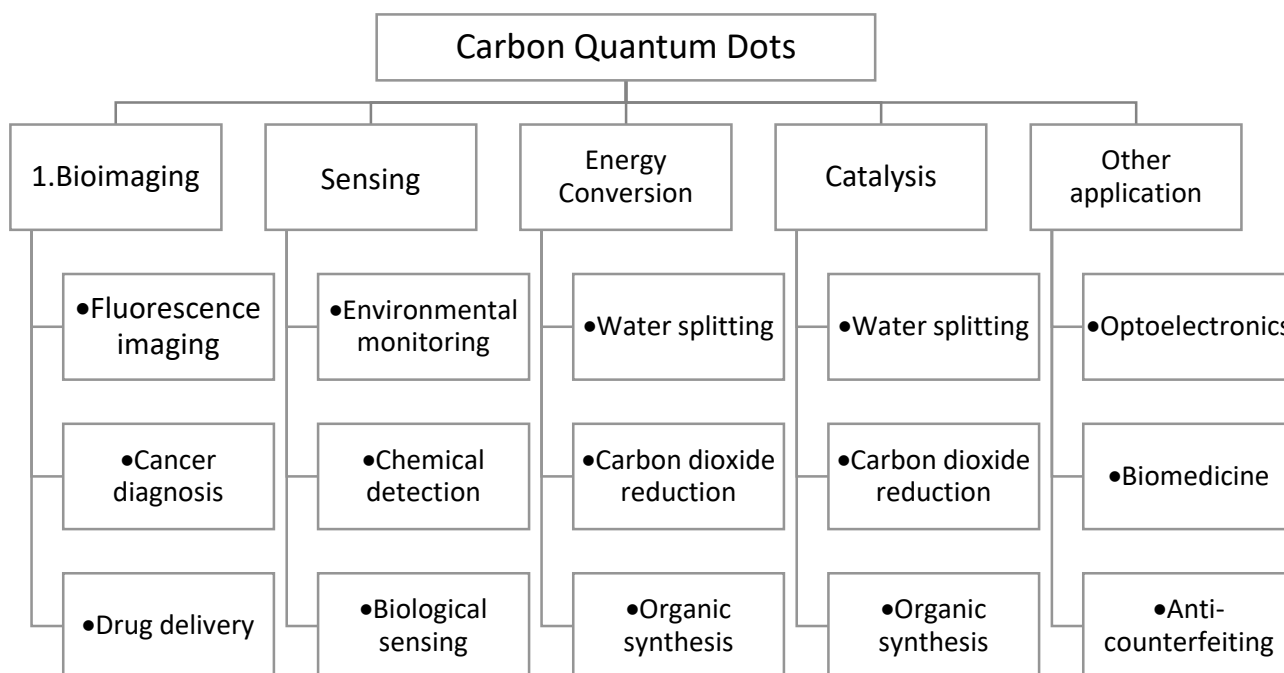 Carbon Quantum Dots
1.Bioimaging
•Fluorescence
imaging
•Cancer
diagnosis
•Drug delivery
Sensing
•Environmental
monitoring
•Chemical
detection
•Biological
sensing
Energy
Conversion
•Water splitting
•Carbon dioxide
reduction
•Organic
synthesis
Catalysis
•Water splitting
•Carbon dioxide
reduction
•Organic
synthesis
Other
application
•Optoelectronics
•Biomedicine
•Anti-
counterfeiting